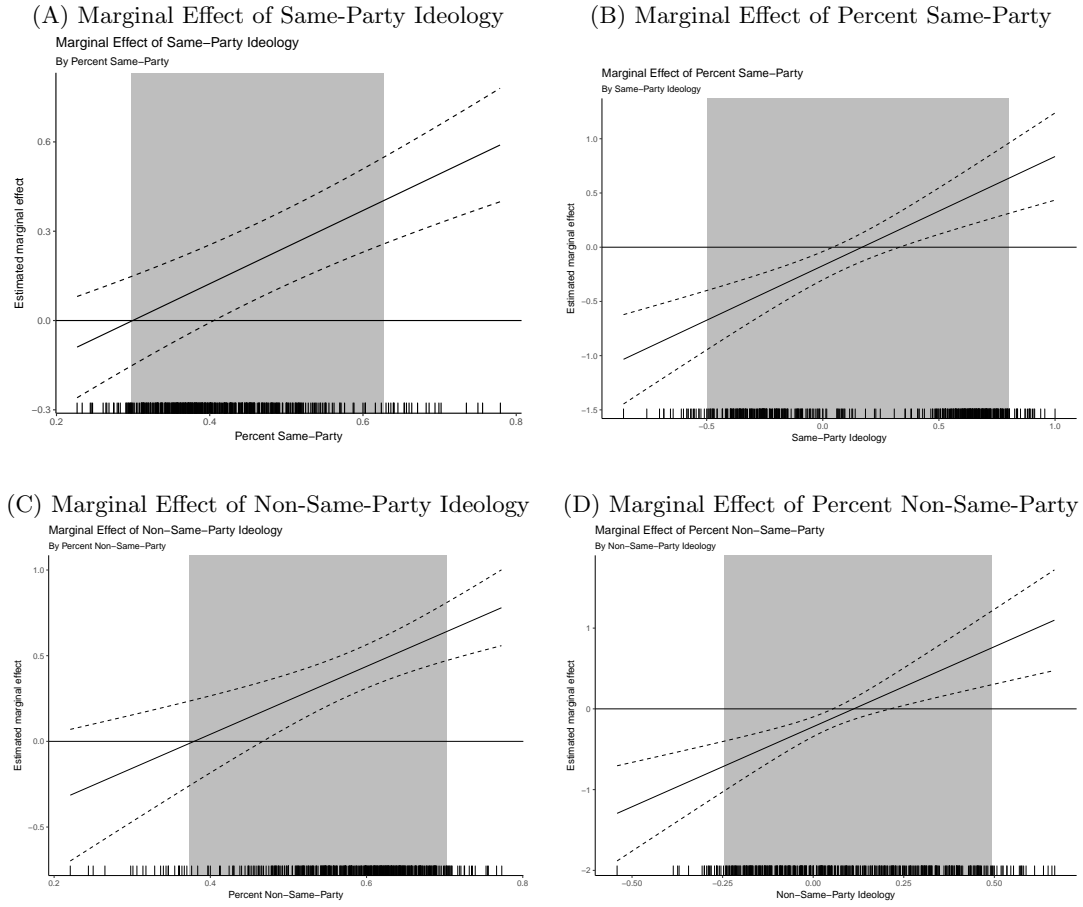 (A) Marginal Effect of Same-Party Ideology
Marginal Effect of Same−Party Ideology
By Percent Same−Party
Estimated marginal effect
0.6
0.3
0.0
−0.3
0.2 0.4 0.6 0.8
Percent Same−Party
(B) Marginal Effect of Percent Same-Party
Marginal Effect of Percent Same−Party
By Same−Party Ideology
Estimated marginal effect
1.0
0.5
0.0
−0.5
−1.0
−1.5
−0.5 0.0 0.5 1.0
Same−Party Ideology
(C) Marginal Effect of Non-Same-Party Ideology
Marginal Effect of Non−Same−Party Ideology
By Percent Non−Same−Party
Estimated marginal effect
1.0
0.5
0.0
−0.5
0.2 0.4 0.6 0.8
Percent Non−Same−Party
(D) Marginal Effect of Percent Non-Same-Party
Marginal Effect of Percent Non−Same−Party
By Non−Same−Party Ideology
Estimated marginal effect
1
0
−1
−2
−0.50 −0.25 0.00 0.25 0.50
Non−Same−Party Ideology